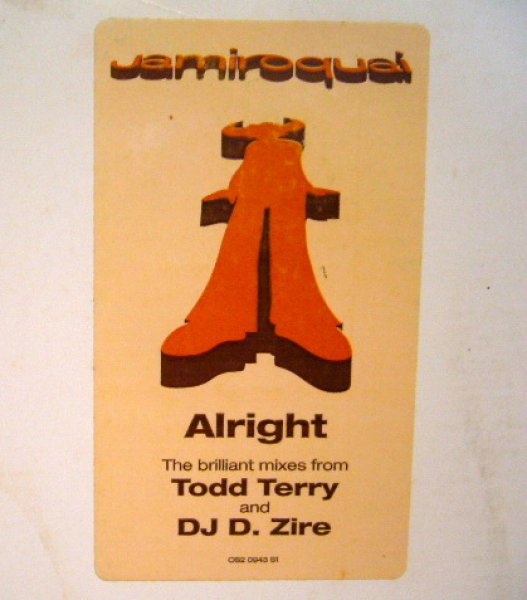 Jamiroquai
Alright
The brilliant mixes from
Todd Terry
and
DJ D. Zire